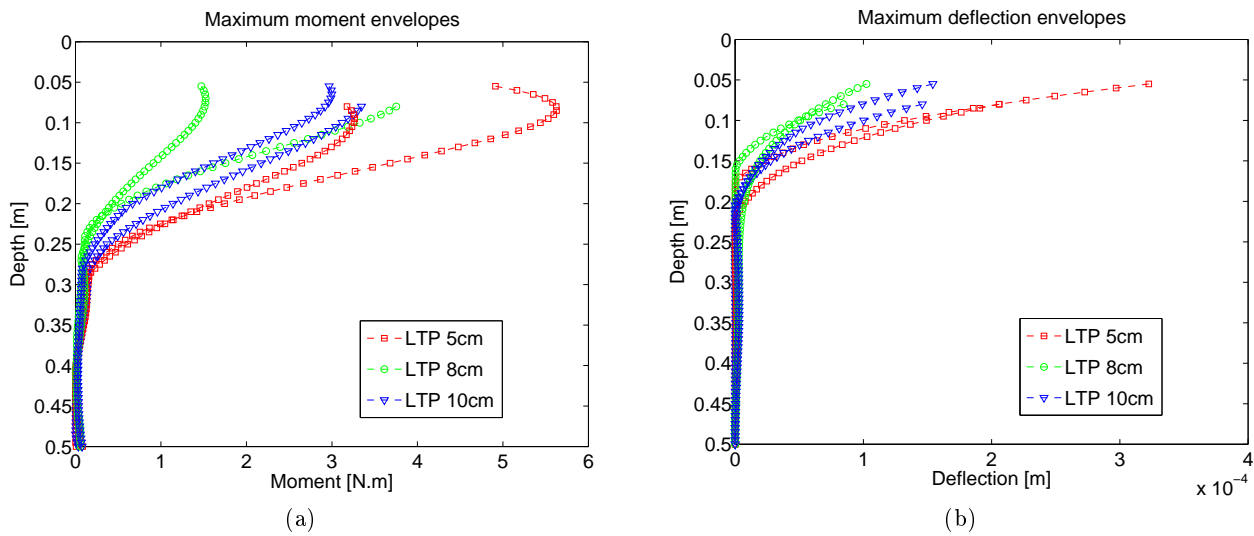 Maximum moment envelopes
0
0.05
0.1
0.15
0.2
0.25
0.3
0.35
0.4
0.45
0.5
Depth [m]
0 1 2 3 4 5 6
Moment [N.m]
LTP 5cm
LTP 8cm
LTP 10cm
(a)
Maximum deflection envelopes
0
0.05
0.1
0.15
0.2
0.25
0.3
0.35
0.4
0.45
0.5
Depth [m]
0 1 2 3 4
Deflection [m]
x 10⁻⁴
LTP 5cm
LTP 8cm
LTP 10cm
(b)